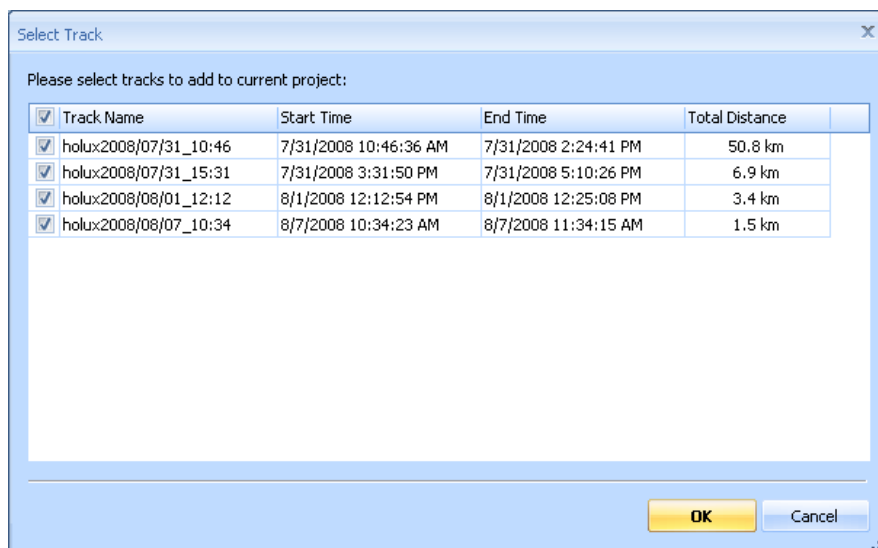 Select Track
Please select tracks to add to current project:
Track Name Start Time End Time Total Distance
holux2008/07/31_10:46 7/31/2008 10:46:36 AM 7/31/2008 2:24:41 PM 50.8 km
holux2008/07/31_15:31 7/31/2008 3:31:50 PM 7/31/2008 5:10:26 PM 6.9 km
holux2008/08/01_12:12 8/1/2008 12:12:54 PM 8/1/2008 12:25:08 PM 3.4 km
holux2008/08/07_10:34 8/7/2008 10:34:23 AM 8/7/2008 11:34:15 AM 1.5 km
OK Cancel